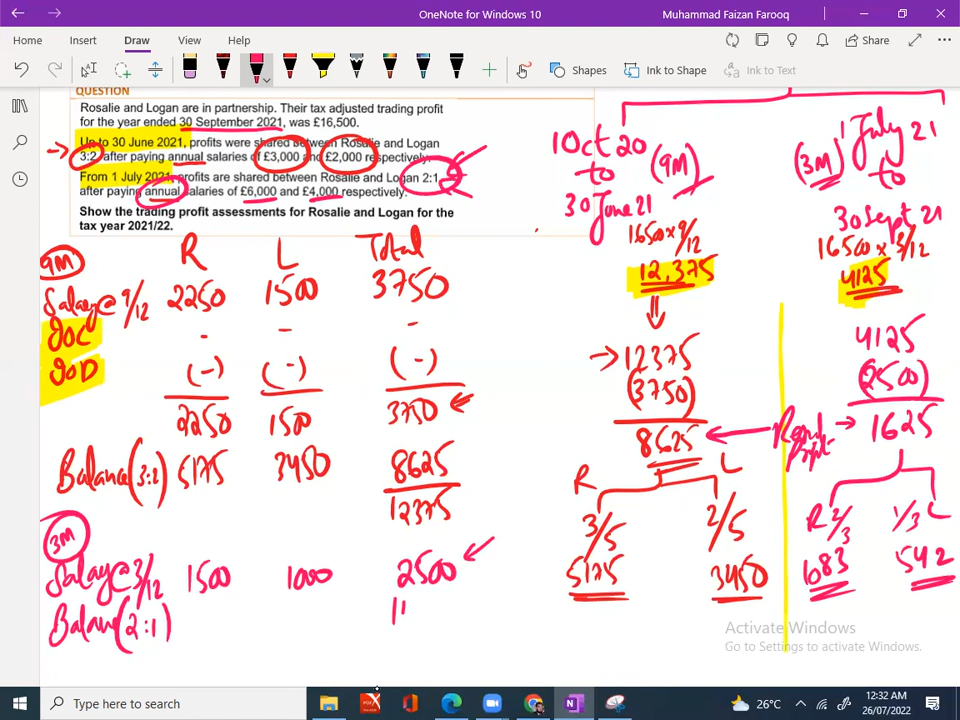 OneNote for Windows 10
Muhammad Faizan Farooq
Home Insert Draw View Help
Share
Shapes
Ink to Shape
Ink to Text
QUESTION
Rosalie and Logan are in partnership. Their tax adjusted trading profit
for the year ended 30 September 2021, was £16,500.
Up to 30 June 2021, profits were shared between Rosalie and Logan
3:2, after paying annual salaries of £3,000 and £2,000 respectively.
From 1 July 2021, profits are shared between Rosalie and Logan 2:1,
after paying annual salaries of £6,000 and £4,000 respectively.
Show the trading profit assessments for Rosalie and Logan for the
tax year 2021/22.
1 Oct 20
to
30 June 21
(9M)
16500 x 9/12
12,375
12375
(3750)
8625
R L
3/5 2/5
5175 3450
1 July 21
(3M)
to
30 Sept 21
16500 x 3/12
4125
4125
(2500)
1625
R 2/3 1/3 L
1083 542
9M
R L Total
Salary@ 9/12 2250 1500 3750
IOC - - -
IOD (-) (-) (-)
2250 1500 3750
Balance(3:2) 5175 3450 8625
12375
3M
Salary@ 3/12 1500 1000 2500
Balance(2:1)
Activate Windows
Go to Settings to activate Windows.
Type here to search
26°C
12:32 AM
26/07/2022